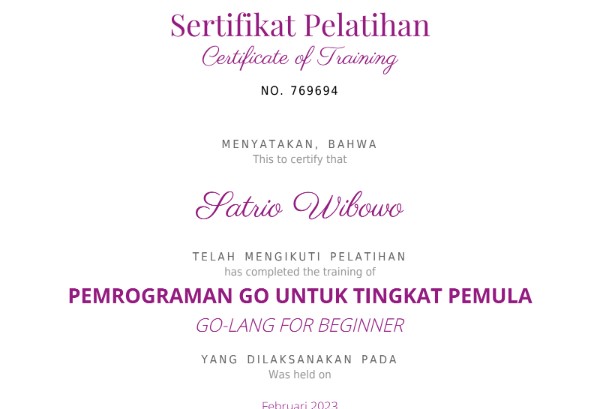 Sertifikat Pelatihan
Certificate of Training
NO. 769694
MENYATAKAN, BAHWA
This to certify that
Satrio Wibowo
TELAH MENGIKUTI PELATIHAN
has completed the training of
PEMROGRAMAN GO UNTUK TINGKAT PEMULA
GO-LANG FOR BEGINNER
YANG DILAKSANAKAN PADA
Was held on
Februari 2023